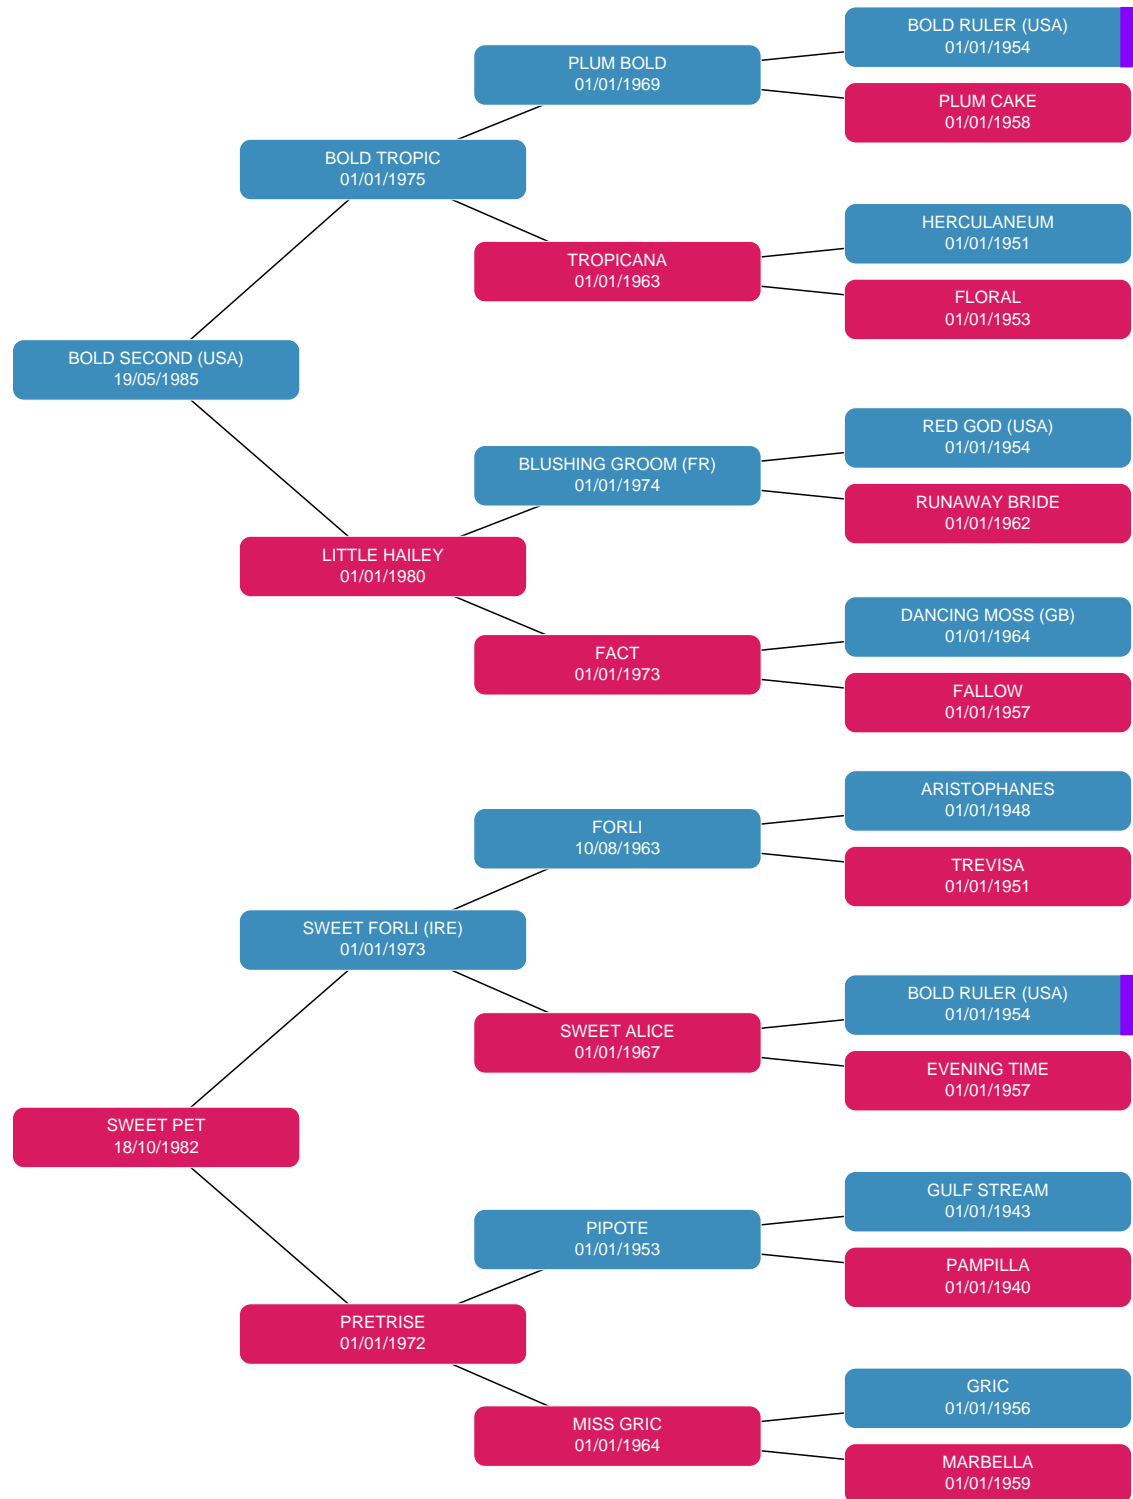 BOLD RULER (USA)
01/01/1954
PLUM BOLD
01/01/1969
PLUM CAKE
01/01/1958
BOLD TROPIC
01/01/1975
HERCULANEUM
01/01/1951
TROPICANA
01/01/1963
FLORAL
01/01/1953
BOLD SECOND (USA)
19/05/1985
RED GOD (USA)
01/01/1954
BLUSHING GROOM (FR)
01/01/1974
RUNAWAY BRIDE
01/01/1962
LITTLE HAILEY
01/01/1980
DANCING MOSS (GB)
01/01/1964
FACT
01/01/1973
FALLOW
01/01/1957
ARISTOPHANES
01/01/1948
FORLI
10/08/1963
TREVISA
01/01/1951
SWEET FORLI (IRE)
01/01/1973
BOLD RULER (USA)
01/01/1954
SWEET ALICE
01/01/1967
EVENING TIME
01/01/1957
SWEET PET
18/10/1982
GULF STREAM
01/01/1943
PIPOTE
01/01/1953
PAMPILLA
01/01/1940
PRETRISE
01/01/1972
GRIC
01/01/1956
MISS GRIC
01/01/1964
MARBELLA
01/01/1959